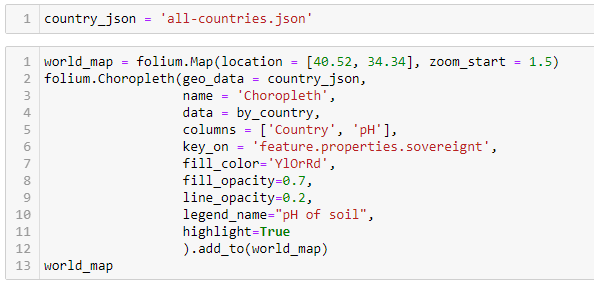 1 country_json = 'all-countries.json'
1 world_map = folium.Map(location = [40.52, 34.34], zoom_start = 1.5)
2 folium.Choropleth(geo_data = country_json,
3 name = 'Choropleth',
4 data = by_country,
5 columns = ['Country', 'pH'],
6 key_on = 'feature.properties.sovereignt',
7 fill_color='YlOrRd',
8 fill_opacity=0.7,
9 line_opacity=0.2,
10 legend_name="pH of soil",
11 highlight=True
12 ).add_to(world_map)
13 world_map